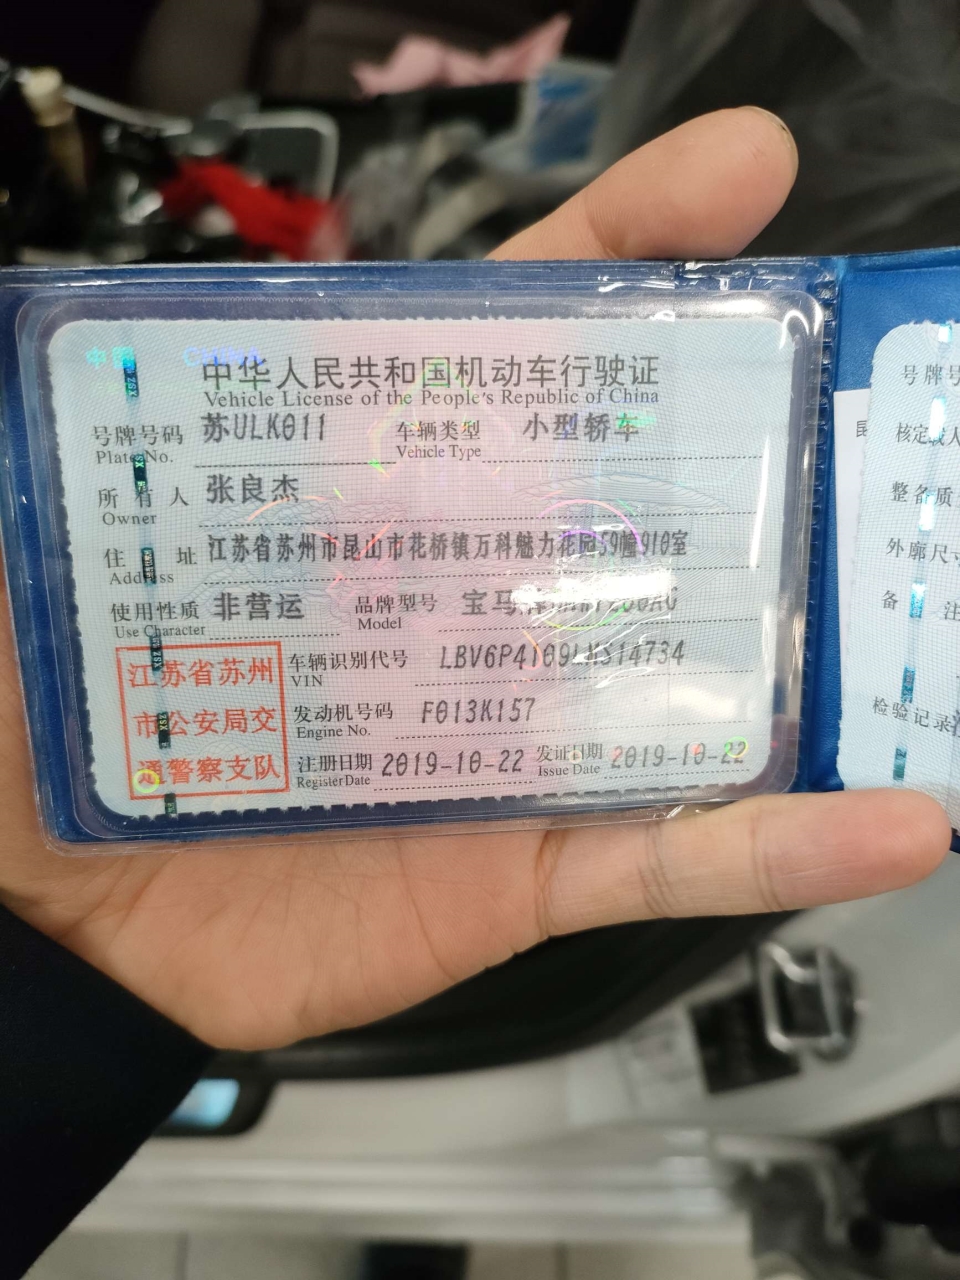 中华人民共和国机动车行驶证
Vehicle License of the People's Republic of China
号牌号码 苏ULK011 车辆类型 小型轿车
Plate No. Vehicle Type
所有人 张良杰
Owner
住址 江苏省苏州市昆山市花桥镇万科魅力花园59幢910室
Address
使用性质 非营运 品牌型号 宝马牌
Use Character Model
江苏省苏州
市公安局交
通警察支队
车辆识别代号
VIN
发动机号码 F013K157
Engine No.
注册日期 2019-10-22 发证日期 2019-10-22
Register Date Issue Date
号牌号
核定载人
整备质
外廓尺寸
备注
检验记录